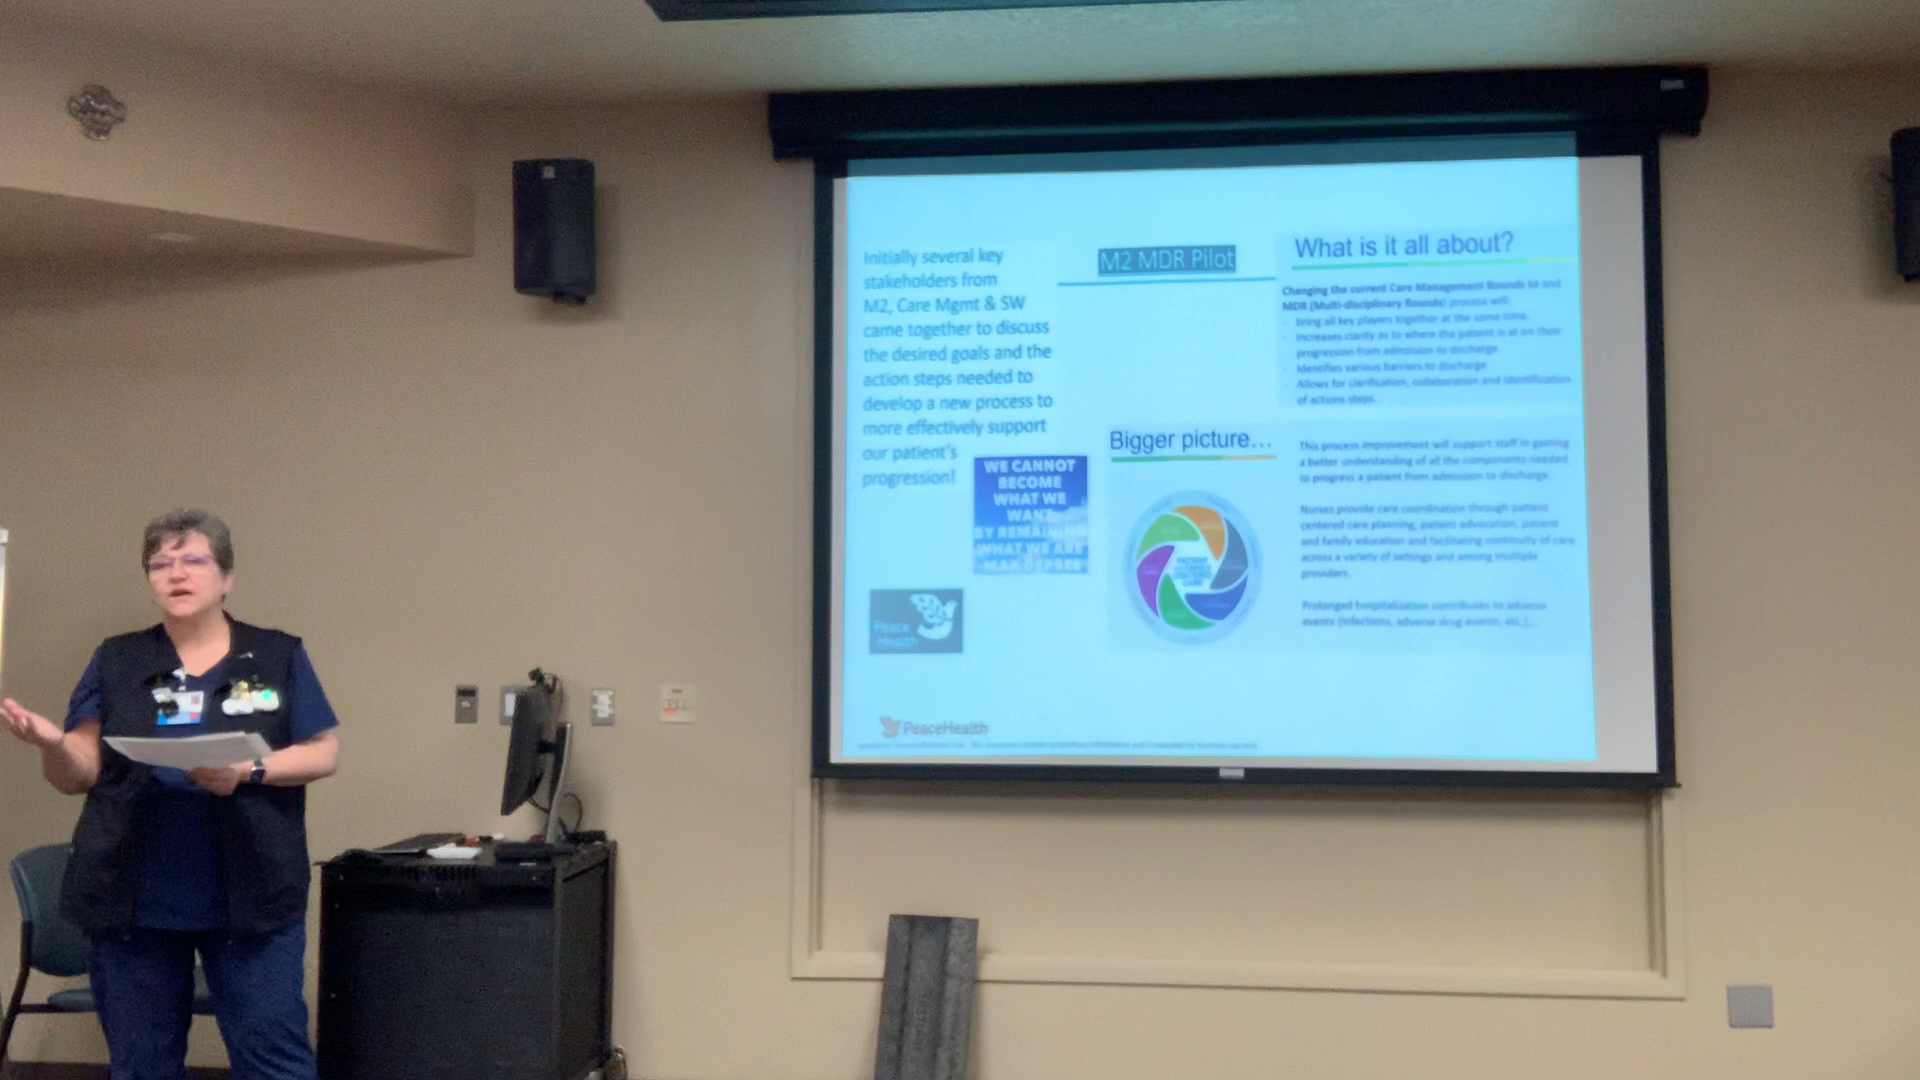 Initially several key
stakeholders from
M2, Care Mgmt & SW
came together to discuss
the desired goals and the
action steps needed to
develop a new process to
more effectively support
our patient's
progression!
WE CANNOT
BECOME
WHAT WE
WANT
BY REMAINING
WHAT WE ARE
MAX DEPREE
Peace
Health
M2 MDR Pilot
What is it all about?
Changing the current Care Management Rounds to and
MDR (Multi-disciplinary Rounds) process will:
- bring all key players together at the same time.
- Increases clarity as to where the patient is at on their
progression from admission to discharge
- Identifies various barriers to discharge
- Allows for clarification, collaboration and identification
of actions steps.
Bigger picture...
PATIENT
CENTERED
CARE
This process improvement will support staff in gaining
a better understanding of all the components needed
to progress a patient from admission to discharge.
Nurses provide care coordination through patient
centered care planning, patient advocation, patient
and family education and facilitating continuity of care
across a variety of settings and among multiple
providers.
Prolonged hospitalization contributes to adverse
events (infections, adverse drug events, etc.)...
PeaceHealth